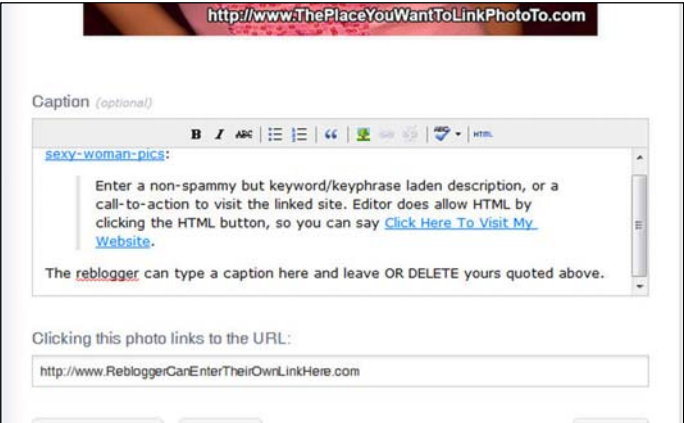 http://www.ThePlaceYouWantToLinkPhotoTo.com
Caption (optional)
B I ABC “ ABC HTML
sexy-woman-pics:
Enter a non-spammy but keyword/keyphrase laden description, or a
call-to-action to visit the linked site. Editor does allow HTML by
clicking the HTML button, so you can say Click Here To Visit My
Website.
The reblogger can type a caption here and leave OR DELETE yours quoted above.
Clicking this photo links to the URL:
http://www.RebloggerCanEnterTheirOwnLinkHere.com